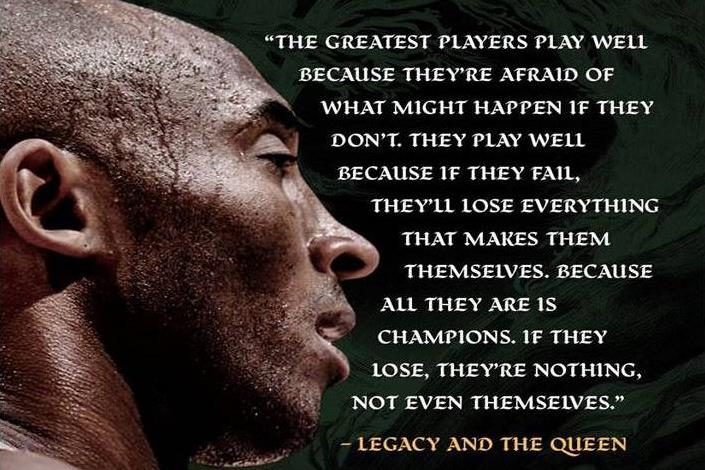 “THE GREATEST PLAYERS PLAY WELL
BECAUSE THEY’RE AFRAID OF
WHAT MIGHT HAPPEN IF THEY
DON’T. THEY PLAY WELL
BECAUSE IF THEY FAIL,
THEY’LL LOSE EVERYTHING
THAT MAKES THEM
THEMSELVES. BECAUSE
ALL THEY ARE IS
CHAMPIONS. IF THEY
LOSE, THEY’RE NOTHING,
NOT EVEN THEMSELVES.”
– LEGACY AND THE QUEEN